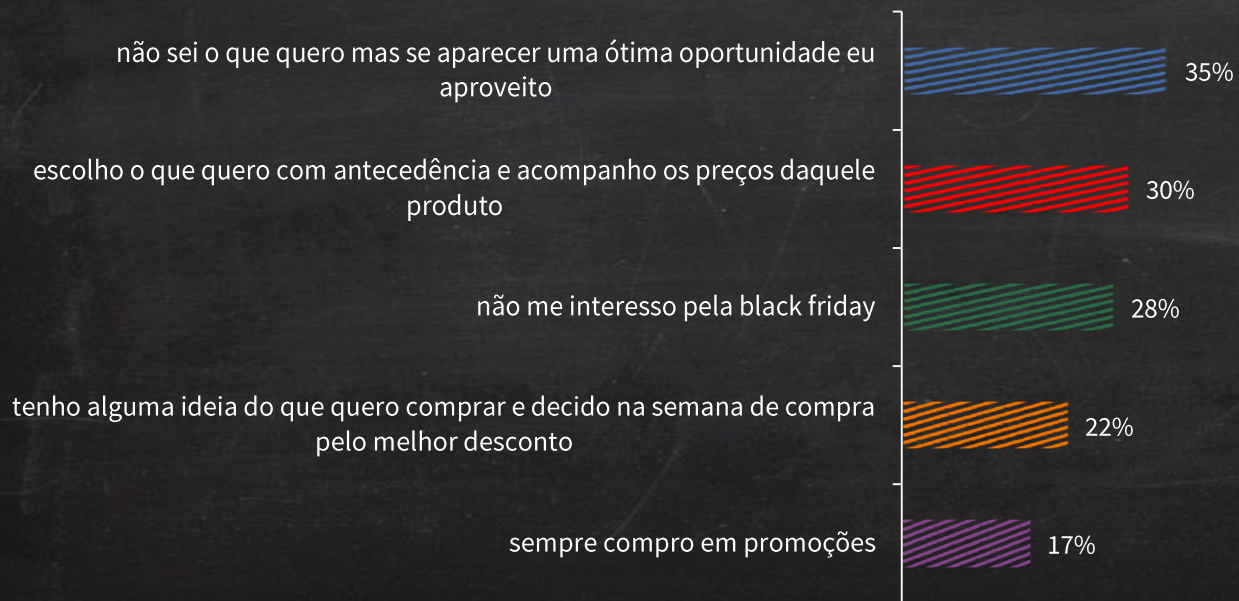 não sei o que quero mas se aparecer uma ótima oportunidade eu
aproveito
35%
escolho o que quero com antecedência e acompanho os preços daquele
produto
30%
não me interesso pela black friday
28%
tenho alguma ideia do que quero comprar e decido na semana de compra
pelo melhor desconto
22%
sempre compro em promoções
17%